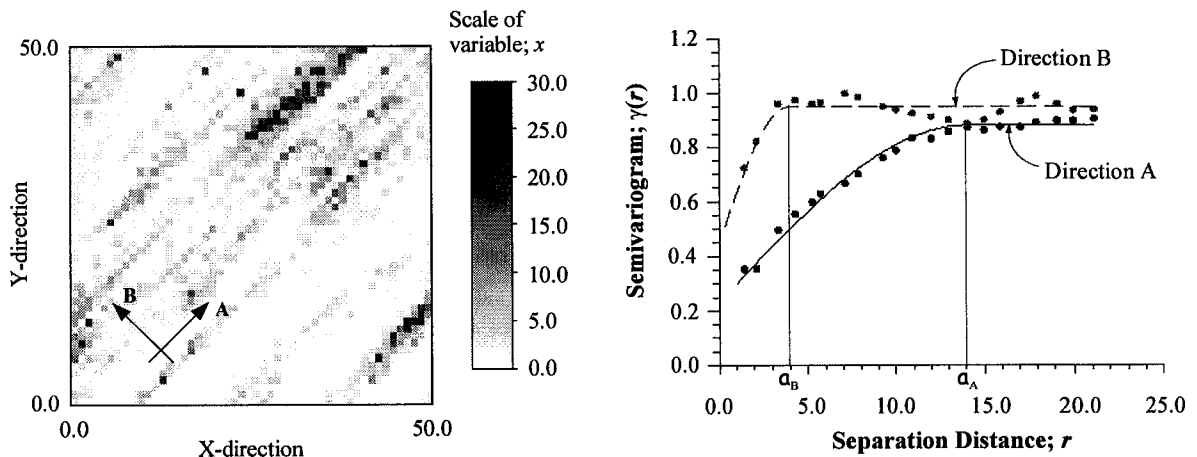 Scale of
variable; x
50.0
Y-direction
0.0
0.0
50.0
X-direction
B
A
30.0
25.0
20.0
15.0
10.0
5.0
0.0
1.2
1.0
0.8
0.6
0.4
0.2
0.0
Semivariogram; γ(r)
Direction B
Direction A
aB
aA
0.0
5.0
10.0
15.0
20.0
25.0
Separation Distance; r